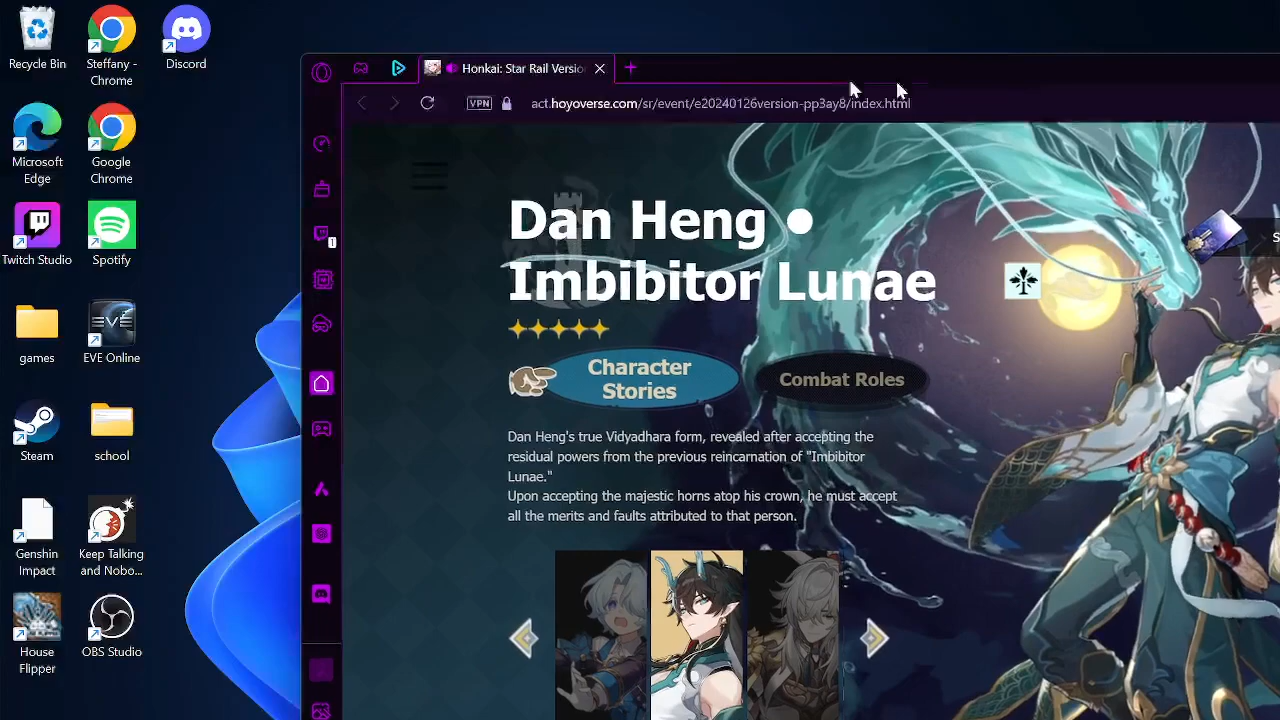 Recycle Bin
Steffany -
Chrome
Discord
Microsoft
Edge
Google
Chrome
Twitch Studio
Spotify
games
EVE Online
Steam
school
Genshin
Impact
Keep Talking
and Nobo...
House
Flipper
OBS Studio
Honkai: Star Rail Versio
VPN
act.hoyoverse.com/sr/event/e20240126version-pp3ay8/index.html
1
Dan Heng •
Imbibitor Lunae
Character
Stories
Combat Roles
Dan Heng's true Vidyadhara form, revealed after accepting the
residual powers from the previous reincarnation of "Imbibitor
Lunae."
Upon accepting the majestic horns atop his crown, he must accept
all the merits and faults attributed to that person.